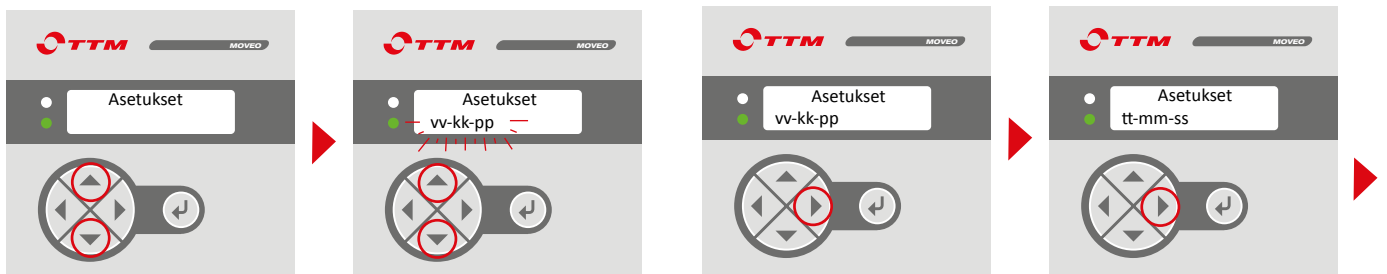 TTM MOVEO
Asetukset
TTM MOVEO
Asetukset
vv-kk-pp
TTM MOVEO
Asetukset
vv-kk-pp
TTM MOVEO
Asetukset
tt-mm-ss